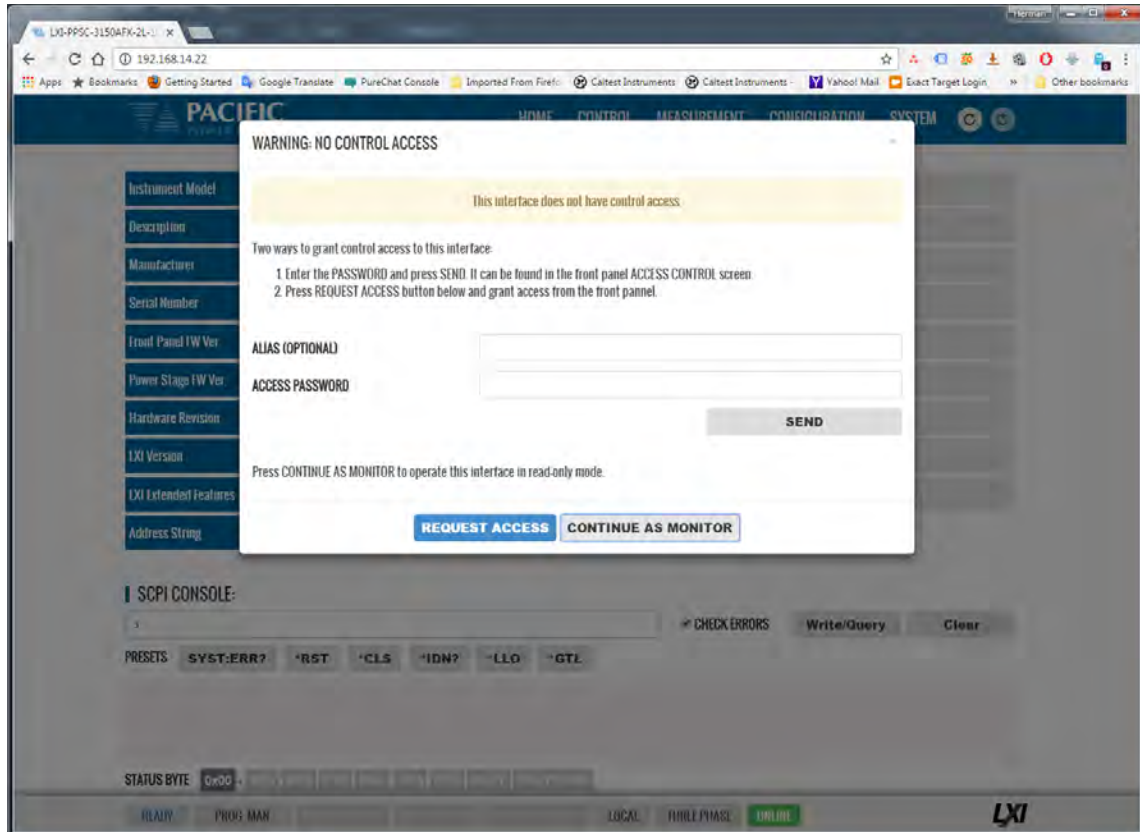 Herman
LXI-PPSC-3150AFX-2L-
192.168.14.22
Apps Bookmarks Getting Started Google Translate PureChat Console Imported From Firefo Caltest Instruments Caltest Instruments - Yahoo! Mail Exact Target Login » Other bookmarks
PACIFIC
HOME CONTROL MEASUREMENT CONFIGURATION SYSTEM
WARNING: NO CONTROL ACCESS
This interface does not have control access.
Instrument Model
Description
Two ways to grant control access to this interface:
Manufacturer
1. Enter the PASSWORD and press SEND. It can be found in the front panel ACCESS CONTROL screen.
2. Press REQUEST ACCESS button below and grant access from the front pannel.
Serial Number
Front Panel FW Ver
ALIAS (OPTIONAL)
Power Stage FW Ver
ACCESS PASSWORD
Hardware Revision
SEND
LXI Version
Press CONTINUE AS MONITOR to operate this interface in read-only mode.
LXI Extended Features
REQUEST ACCESS CONTINUE AS MONITOR
Address String
SCPI CONSOLE:
CHECK ERRORS Write/Query Clear
PRESETS SYST:ERR? *RST *CLS *IDN? *LLO *GTL
STATUS BYTE 0x00
READY PROG: MAN LOCAL THREE PHASE ONLINE LXI